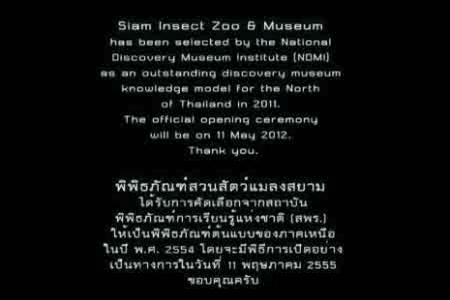 Siam Insect Zoo & Museum
has been selected by the National
Discovery Museum Institute (NDMI)
as an outstanding discovery museum
knowledge model for the North
of Thailand in 2011.
The official opening ceremony
will be on 11 May 2012.
Thank you.
พิพิธภัณฑ์สวนสัตว์แมลงสยาม
ได้รับการคัดเลือกจากสถาบัน
พิพิธภัณฑ์การเรียนรู้แห่งชาติ (สพร.)
ให้เป็นพิพิธภัณฑ์ต้นแบบของภาคเหนือ
ในปี พ.ศ. 2554 โดยจะมีพิธีการเปิดอย่าง
เป็นทางการในวันที่ 11 พฤษภาคม 2555
ขอบคุณครับ